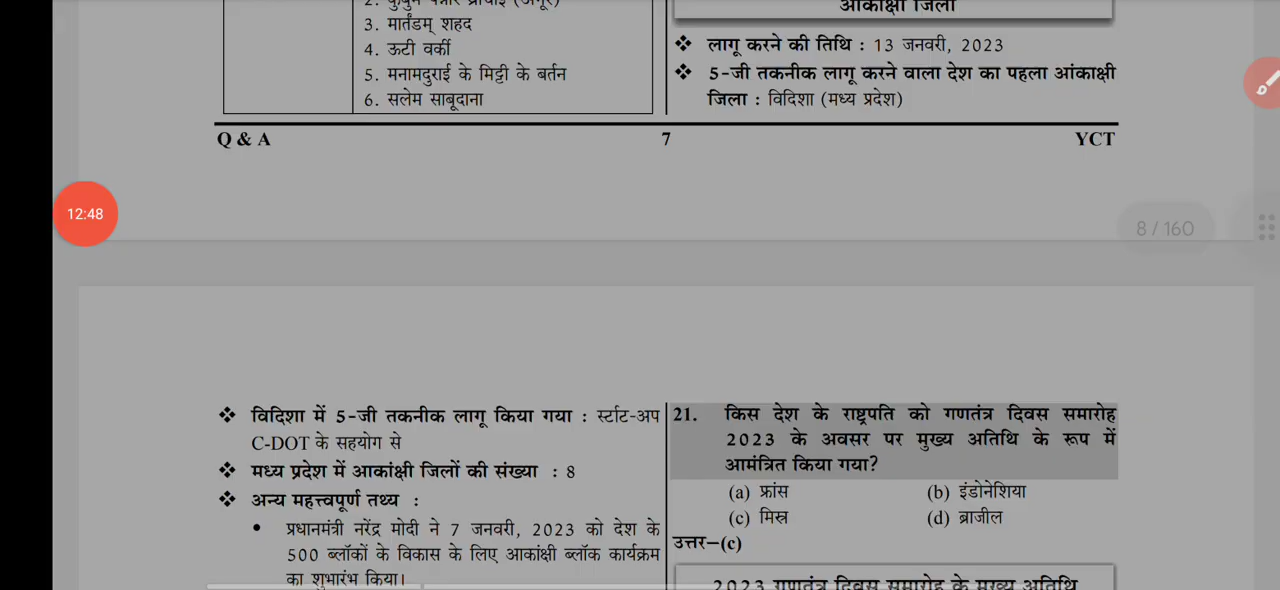 3. मार्तंडम् शहद
4. ऊटी वर्की
5. मनामदुराई के मिट्टी के बर्तन
6. सलेम साबूदाना
आकांक्षी जिला
❖ लागू करने की तिथि : 13 जनवरी, 2023
❖ 5-जी तकनीक लागू करने वाला देश का पहला आंकाक्षी
जिला : विदिशा (मध्य प्रदेश)
Q & A 7 YCT
12:48
8 / 160
❖ विदिशा में 5-जी तकनीक लागू किया गया : स्टार्ट-अप
C-DOT के सहयोग से
❖ मध्य प्रदेश में आकांक्षी जिलों की संख्या : 8
❖ अन्य महत्त्वपूर्ण तथ्य :
• प्रधानमंत्री नरेंद्र मोदी ने 7 जनवरी, 2023 को देश के
500 ब्लॉकों के विकास के लिए आकांक्षी ब्लॉक कार्यक्रम
का शुभारंभ किया।
21. किस देश के राष्ट्रपति को गणतंत्र दिवस समारोह
2023 के अवसर पर मुख्य अतिथि के रूप में
आमंत्रित किया गया?
(a) फ्रांस (b) इंडोनेशिया
(c) मिस्र (d) ब्राजील
उत्तर–(c)
2023 गणतंत्र दिवस समारोह के मुख्य अतिथि